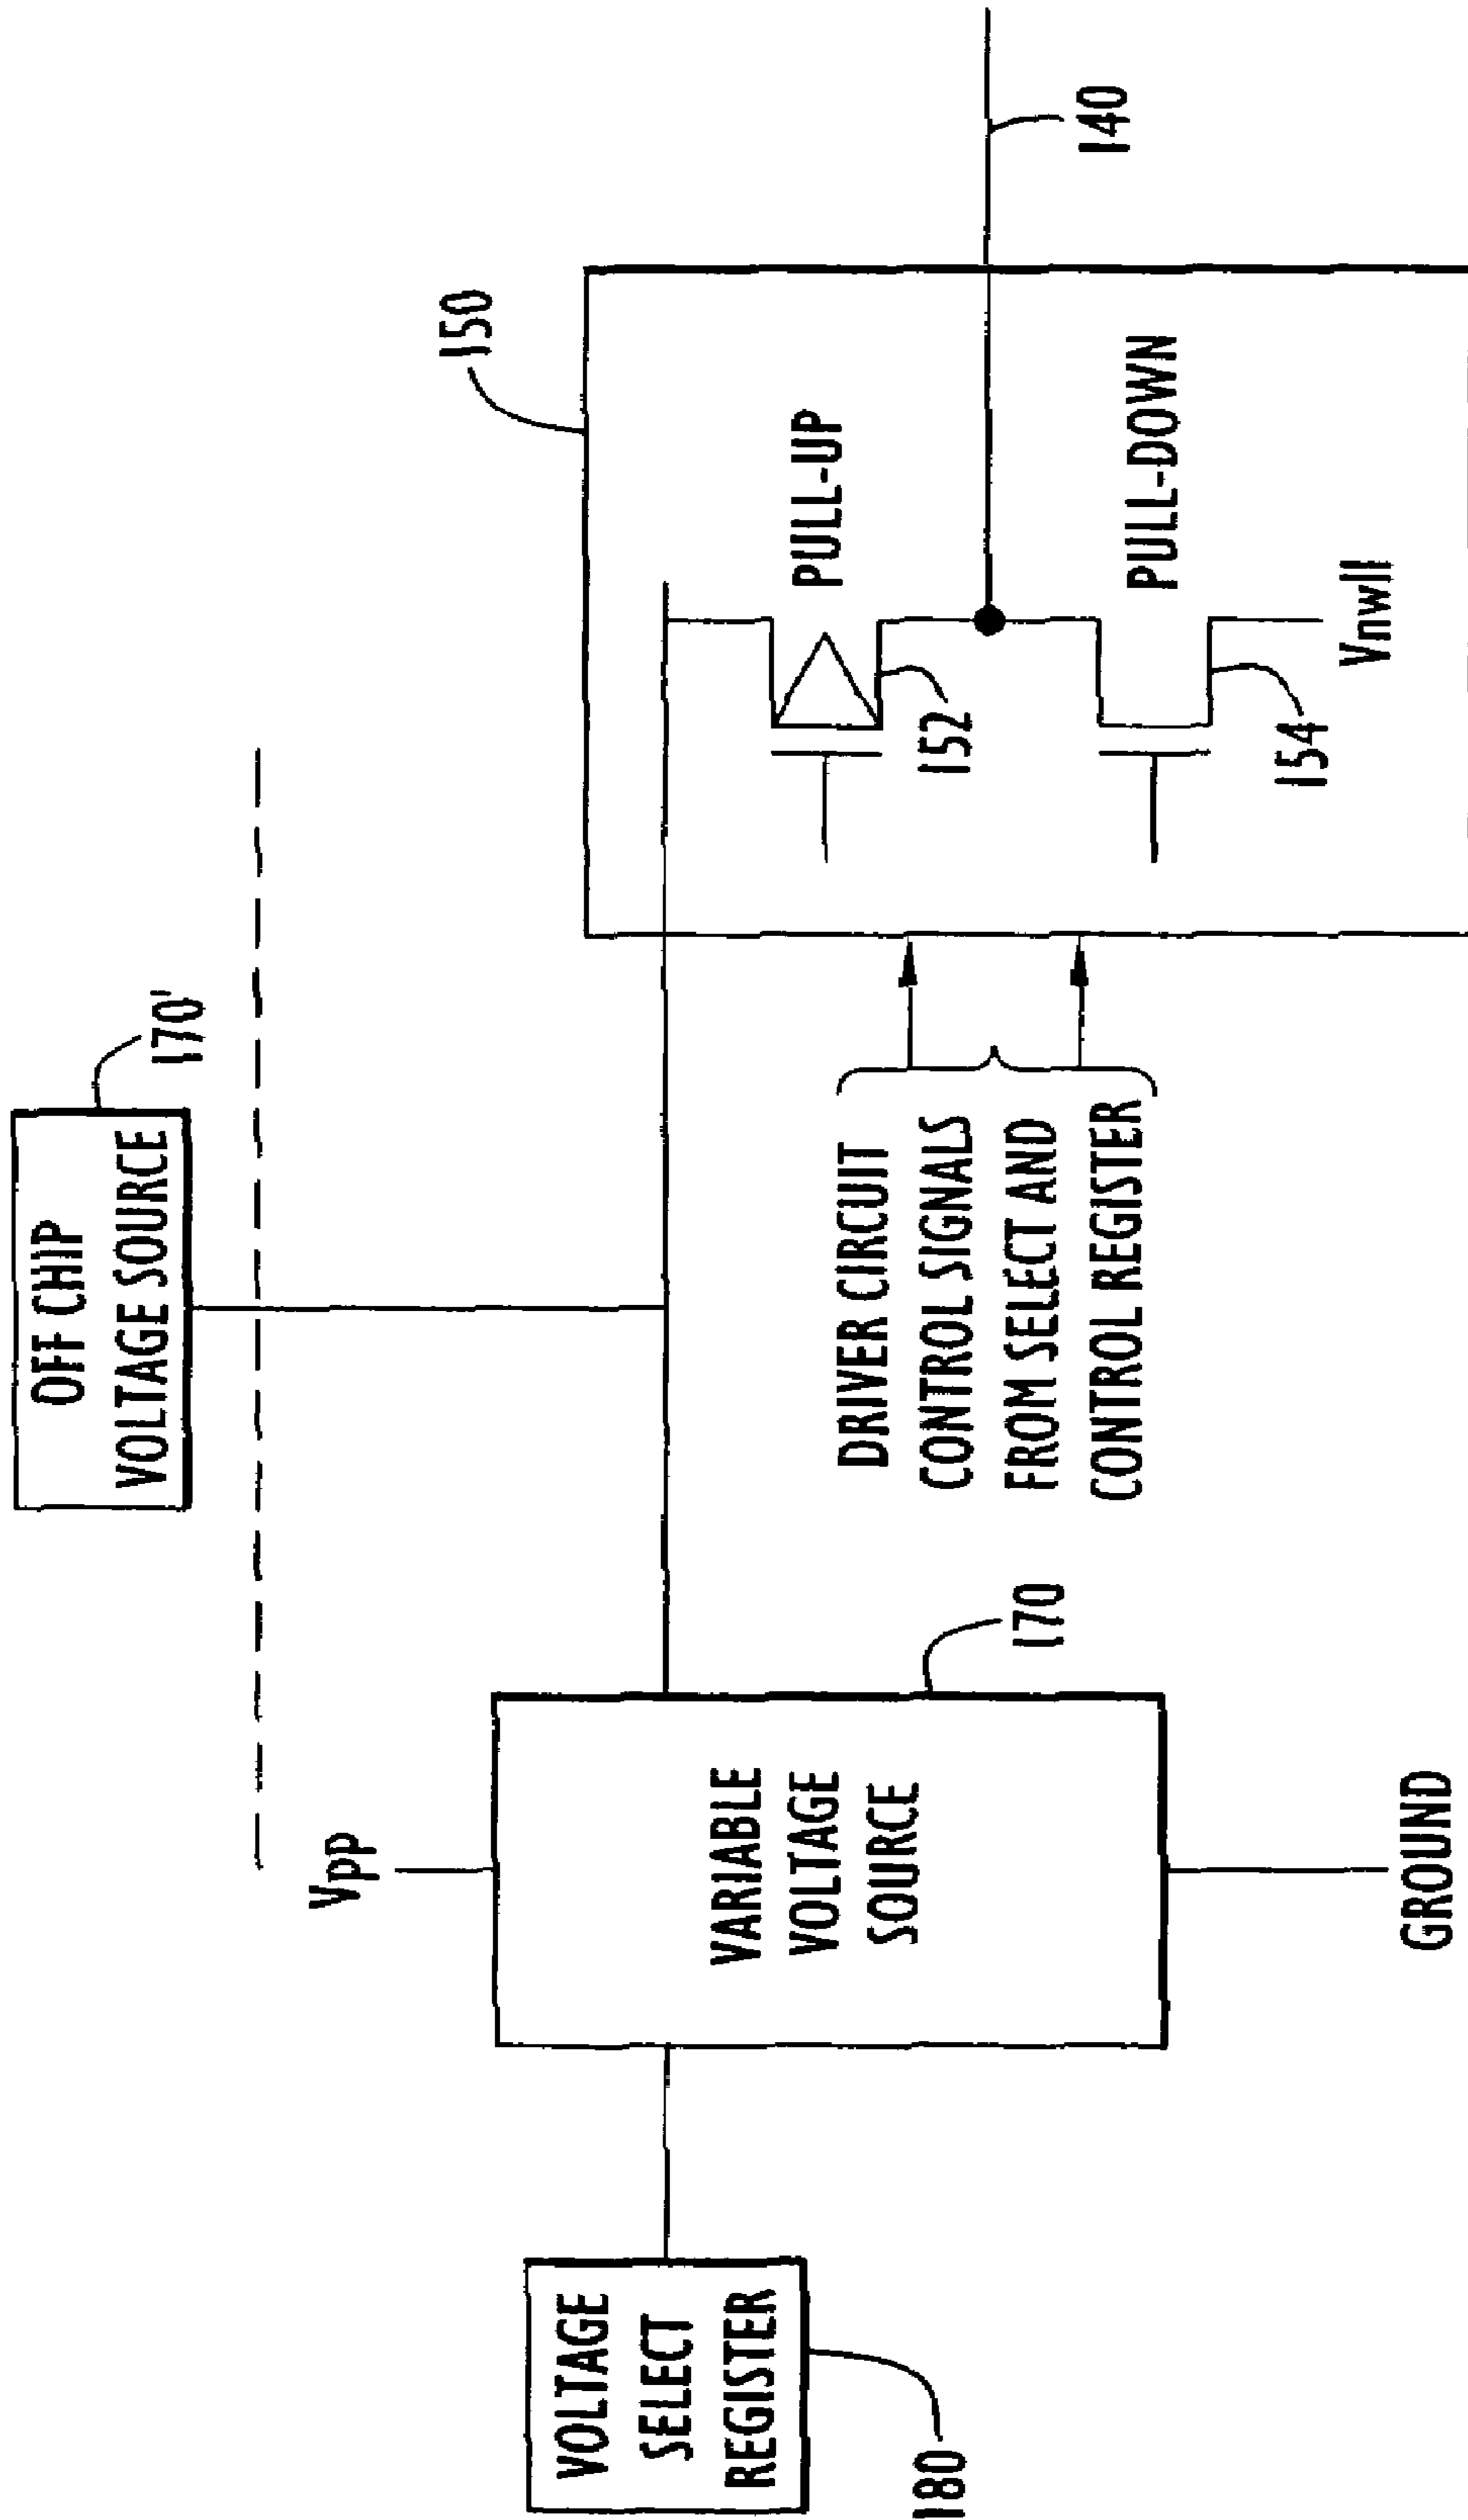 OFF CHIP
VOLTAGE SOURCE
170'
Vpp
150
VOLTAGE
SELECT
REGISTER
180
VARIABLE
VOLTAGE
SOURCE
170
GROUND
DRIVER CIRCUIT
CONTROL SIGNALS
FROM SELECT AND
CONTROL REGISTER
PULL-UP
152
140
PULL-DOWN
154
Vnwll